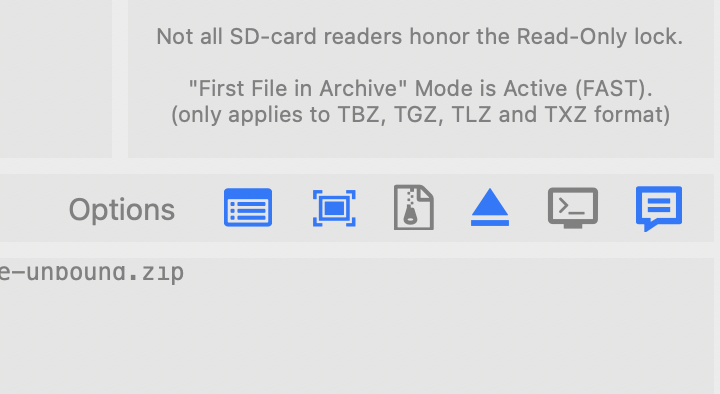 Not all SD-card readers honor the Read-Only lock.
"First File in Archive" Mode is Active (FAST).
(only applies to TBZ, TGZ, TLZ and TXZ format)
Options
e-unbound.zip